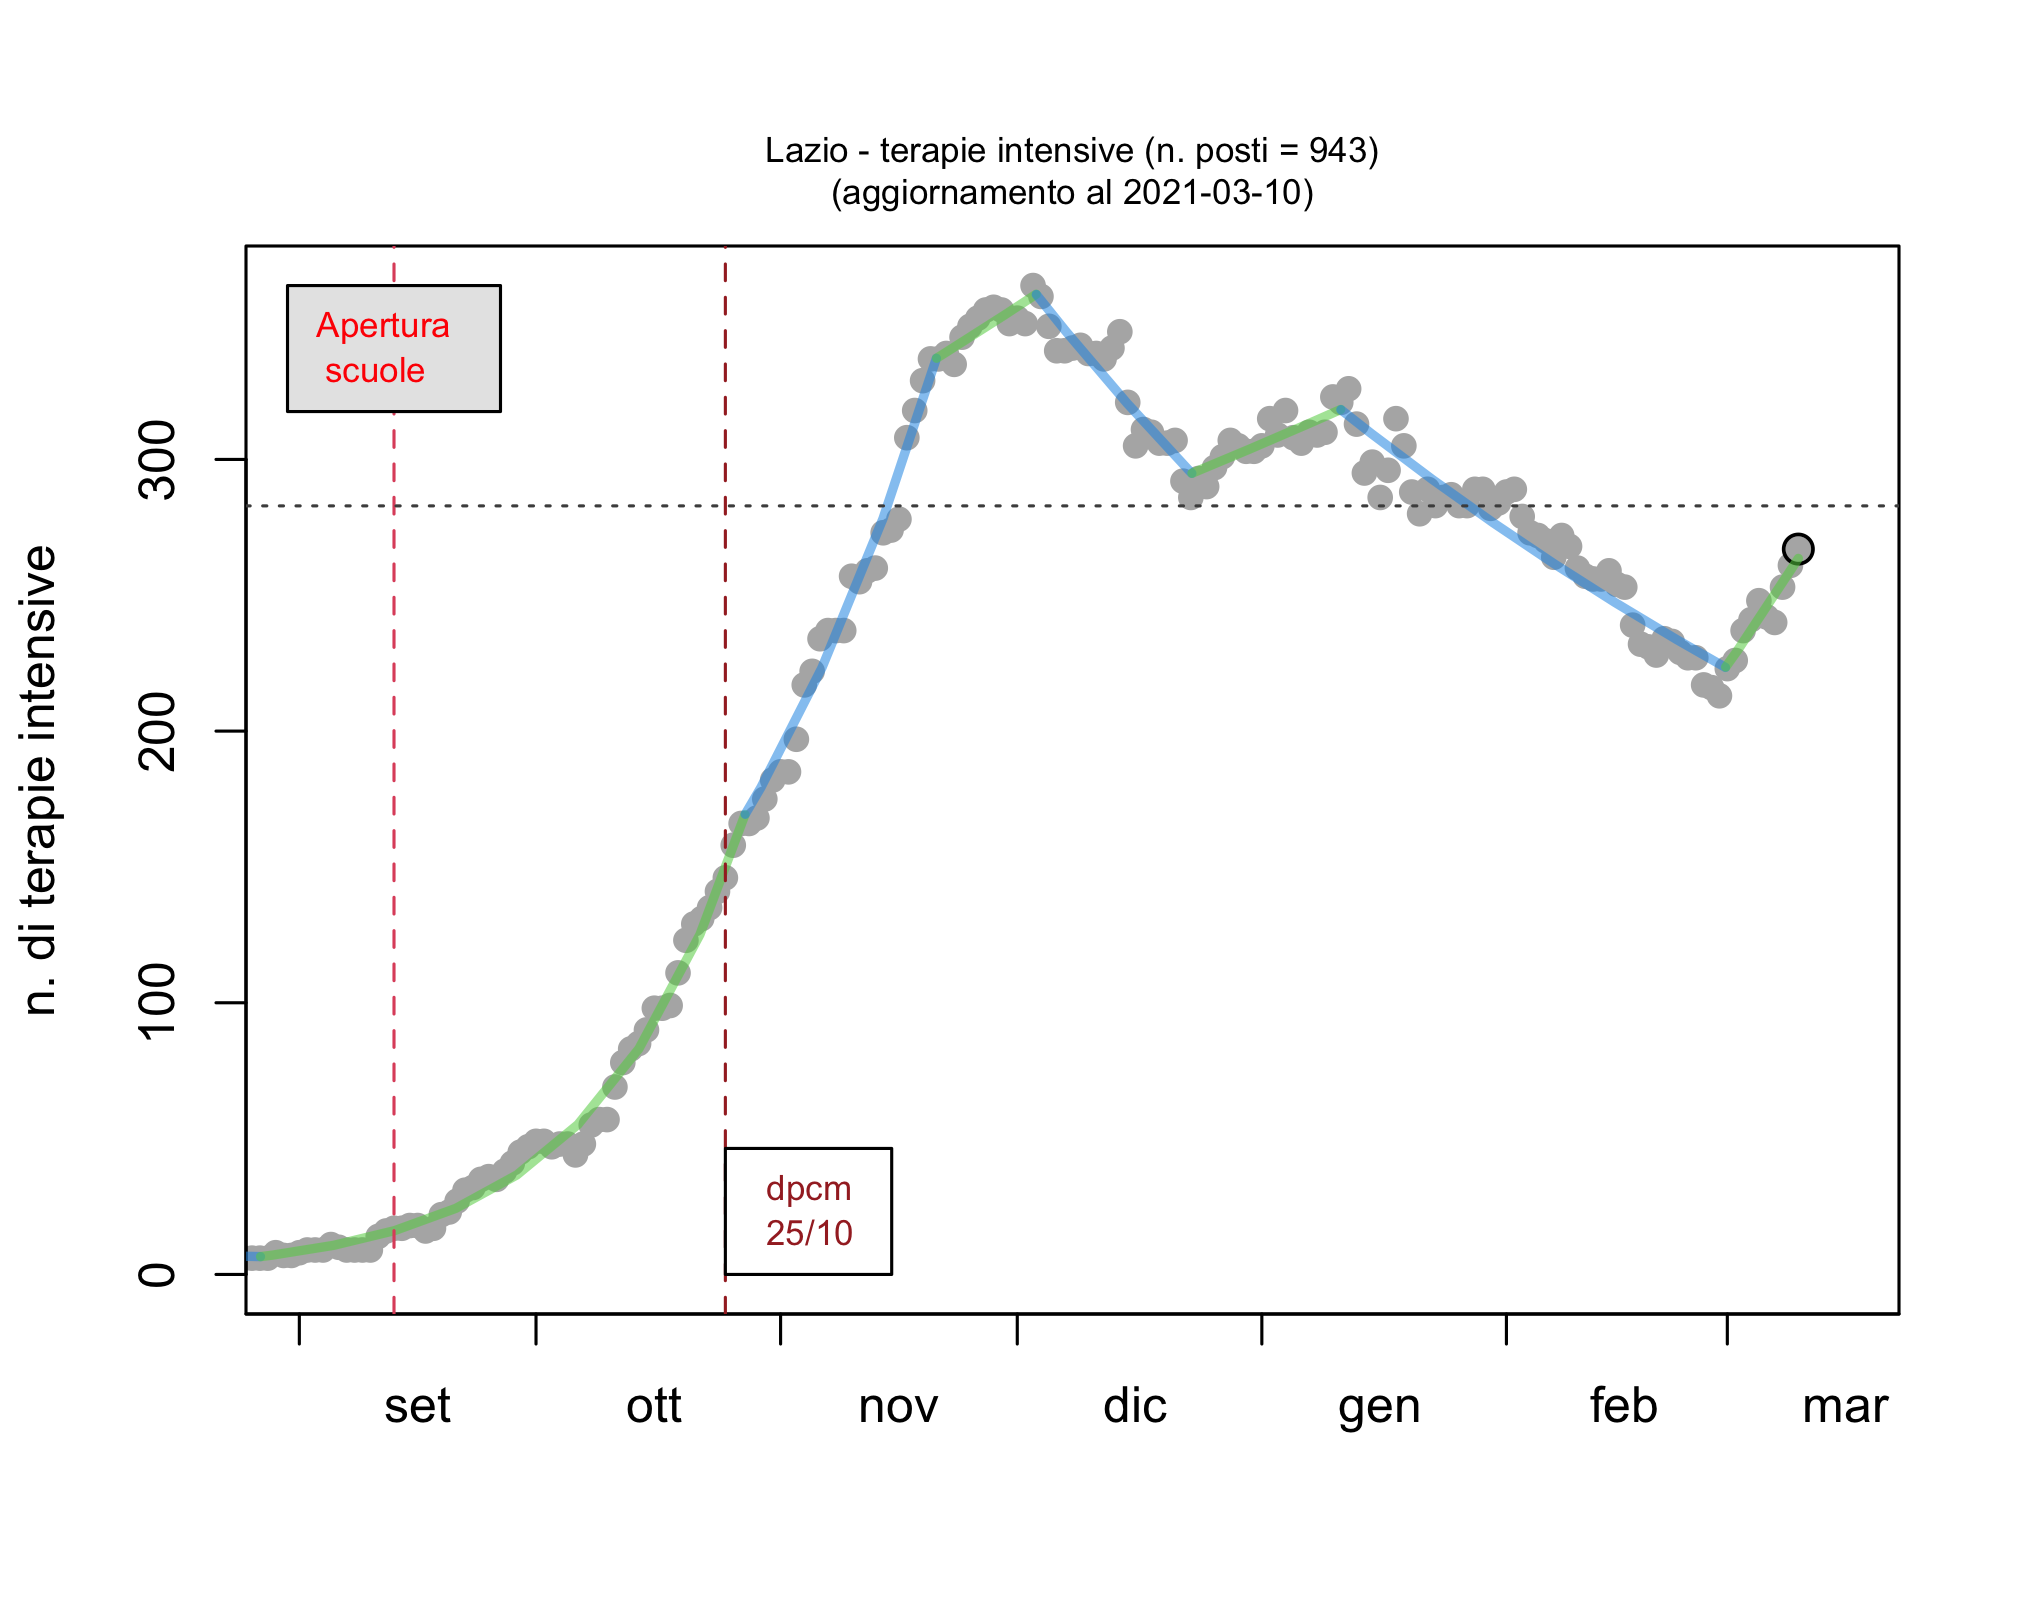 Lazio - terapie intensive (n. posti = 943)
(aggiornamento al 2021-03-10)
Apertura
scuole
dpcm
25/10
n. di terapie intensive
300
200
100
0
set ott nov dic gen feb mar